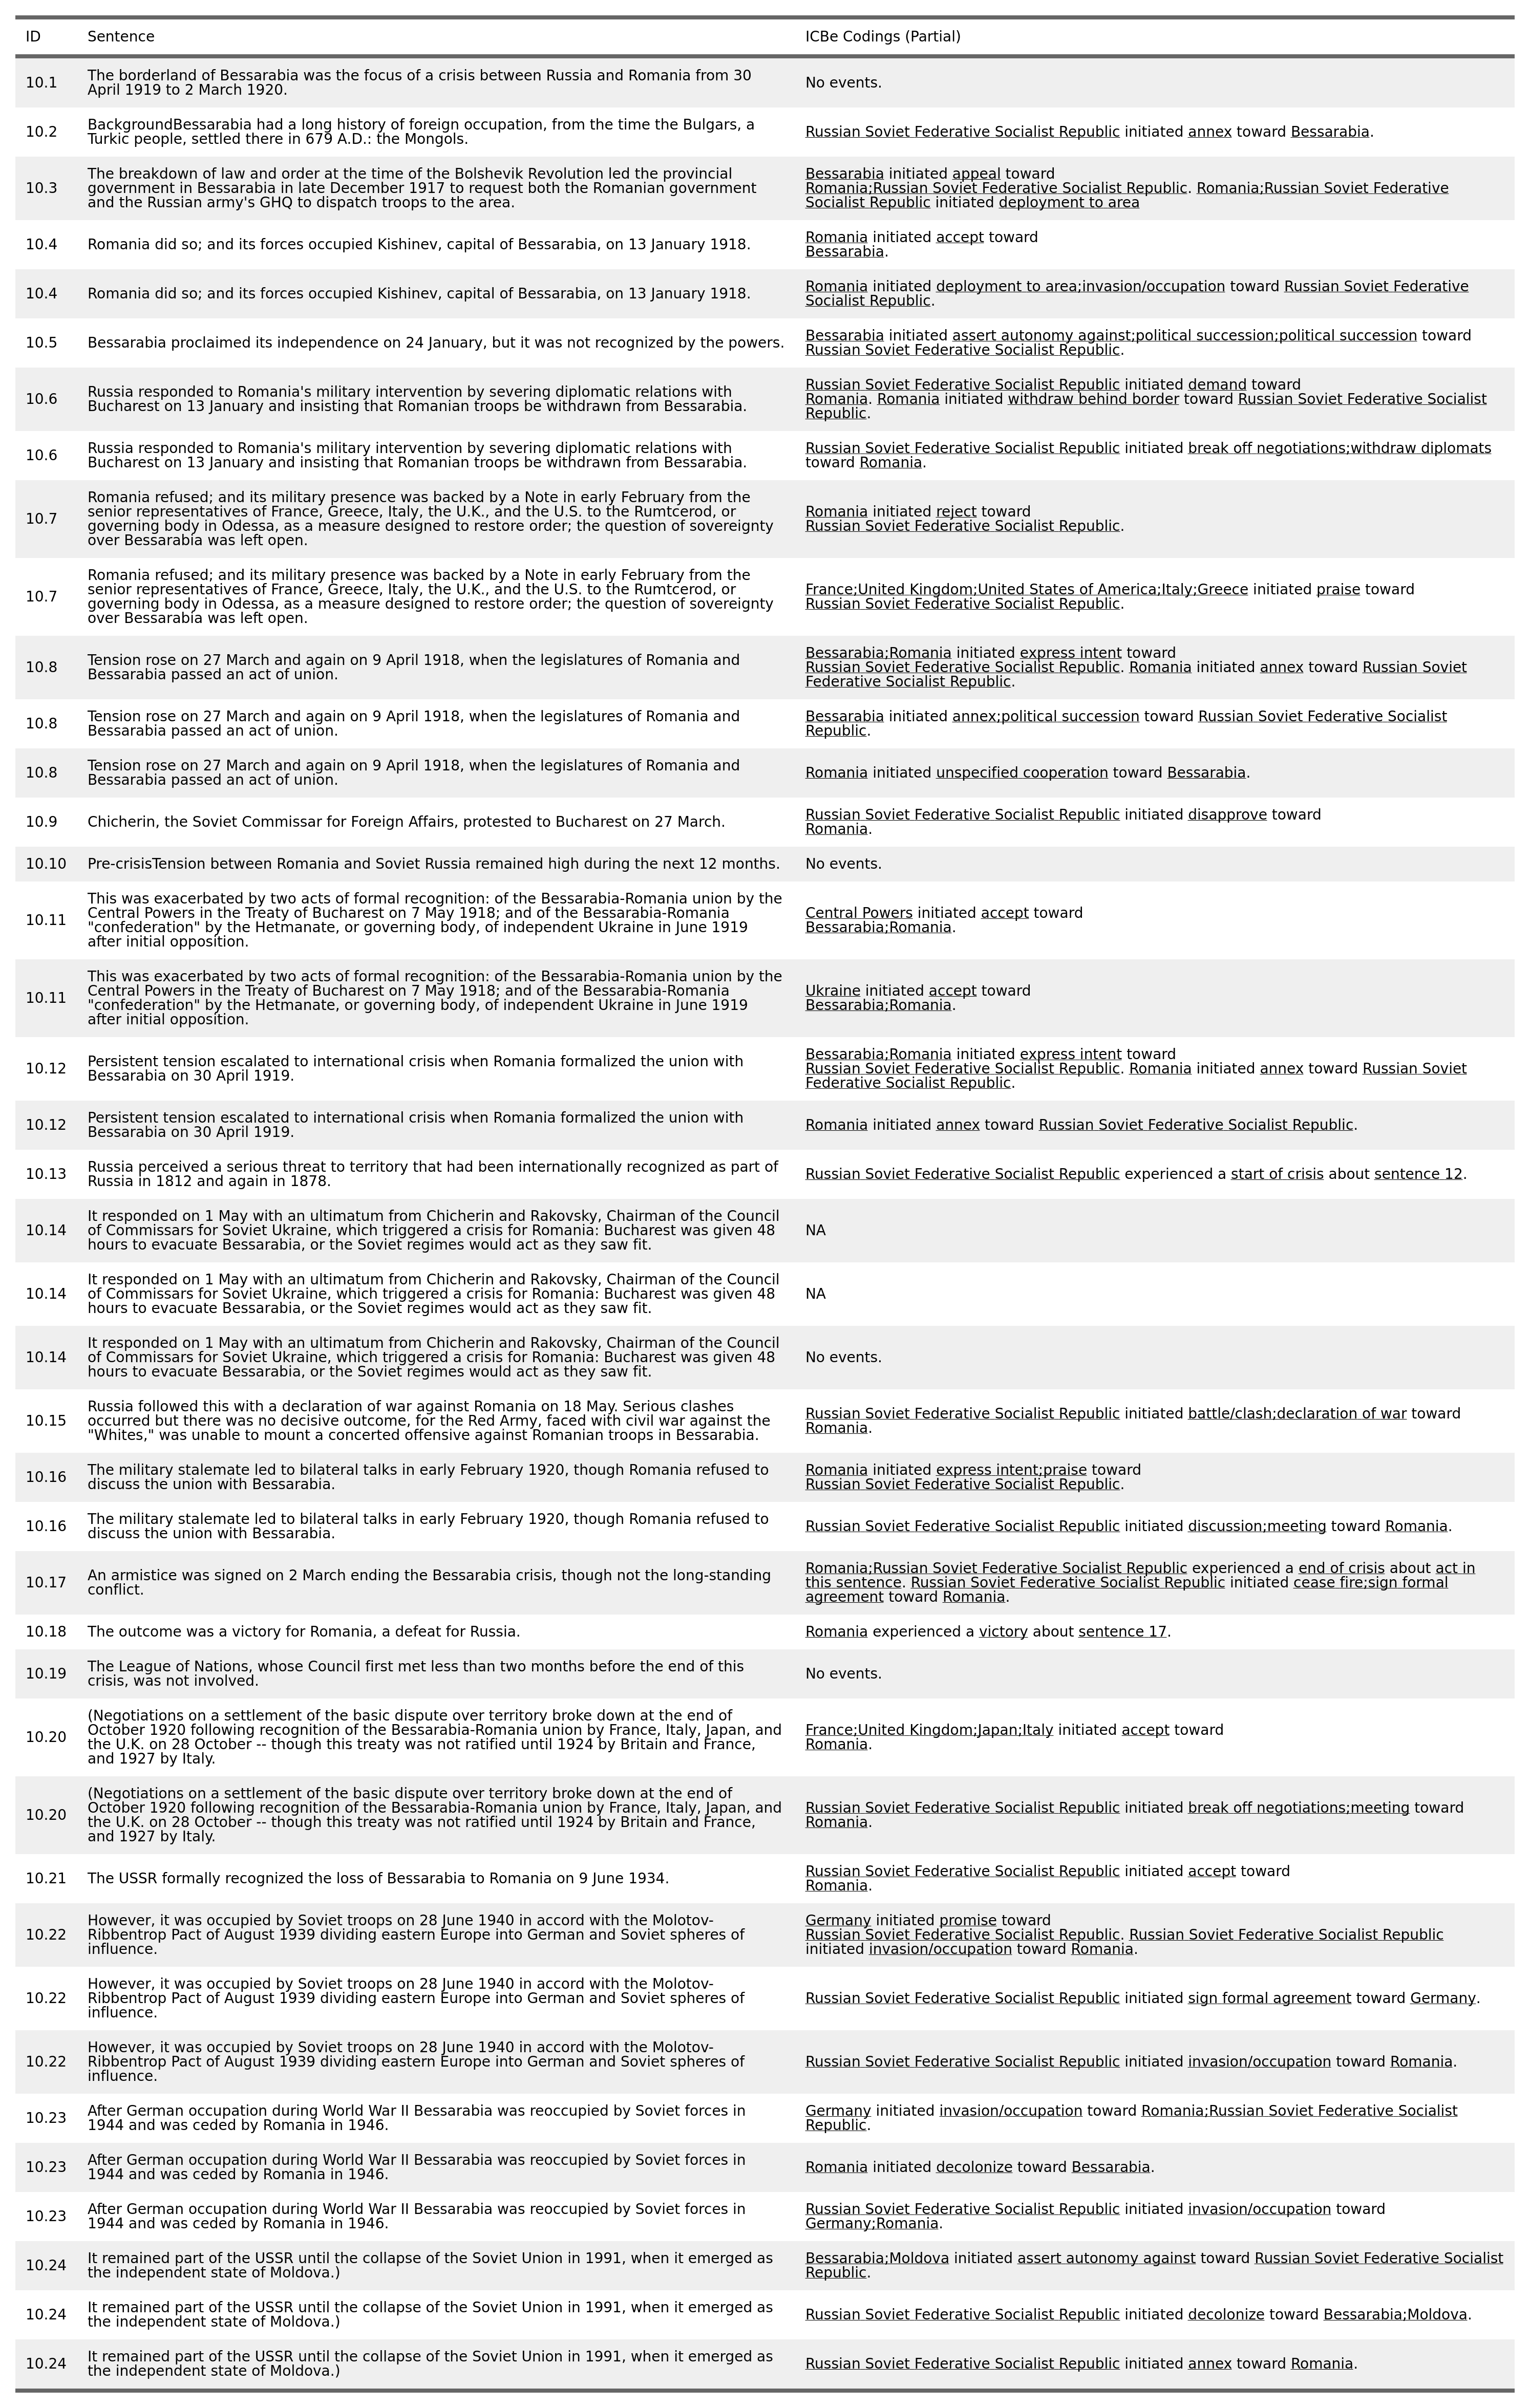 ID Sentence ICBe Codings (Partial)
10.1 The borderland of Bessarabia was the focus of a crisis between Russia and Romania from 30
April 1919 to 2 March 1920.
No events.
10.2 BackgroundBessarabia had a long history of foreign occupation, from the time the Bulgars, a
Turkic people, settled there in 679 A.D.: the Mongols.
Russian Soviet Federative Socialist Republic initiated annex toward Bessarabia.
10.3 The breakdown of law and order at the time of the Bolshevik Revolution led the provincial
government in Bessarabia in late December 1917 to request both the Romanian government
and the Russian army's GHQ to dispatch troops to the area.
Bessarabia initiated appeal toward
Romania;Russian Soviet Federative Socialist Republic. Romania;Russian Soviet Federative
Socialist Republic initiated deployment to area
10.4 Romania did so; and its forces occupied Kishinev, capital of Bessarabia, on 13 January 1918.
Romania initiated accept toward
Bessarabia.
10.4 Romania did so; and its forces occupied Kishinev, capital of Bessarabia, on 13 January 1918.
Romania initiated deployment to area;invasion/occupation toward Russian Soviet Federative
Socialist Republic.
10.5 Bessarabia proclaimed its independence on 24 January, but it was not recognized by the powers.
Bessarabia initiated assert autonomy against;political succession;political succession toward
Russian Soviet Federative Socialist Republic.
10.6 Russia responded to Romania's military intervention by severing diplomatic relations with
Bucharest on 13 January and insisting that Romanian troops be withdrawn from Bessarabia.
Russian Soviet Federative Socialist Republic initiated demand toward
Romania. Romania initiated withdraw behind border toward Russian Soviet Federative Socialist
Republic.
10.6 Russia responded to Romania's military intervention by severing diplomatic relations with
Bucharest on 13 January and insisting that Romanian troops be withdrawn from Bessarabia.
Russian Soviet Federative Socialist Republic initiated break off negotiations;withdraw diplomats
toward Romania.
10.7 Romania refused; and its military presence was backed by a Note in early February from the
senior representatives of France, Greece, Italy, the U.K., and the U.S. to the Rumtcerod, or
governing body in Odessa, as a measure designed to restore order; the question of sovereignty
over Bessarabia was left open.
Romania initiated reject toward
Russian Soviet Federative Socialist Republic.
10.7 Romania refused; and its military presence was backed by a Note in early February from the
senior representatives of France, Greece, Italy, the U.K., and the U.S. to the Rumtcerod, or
governing body in Odessa, as a measure designed to restore order; the question of sovereignty
over Bessarabia was left open.
France;United Kingdom;United States of America;Italy;Greece initiated praise toward
Russian Soviet Federative Socialist Republic.
10.8 Tension rose on 27 March and again on 9 April 1918, when the legislatures of Romania and
Bessarabia passed an act of union.
Bessarabia;Romania initiated express intent toward
Russian Soviet Federative Socialist Republic. Romania initiated annex toward Russian Soviet
Federative Socialist Republic.
10.8 Tension rose on 27 March and again on 9 April 1918, when the legislatures of Romania and
Bessarabia passed an act of union.
Bessarabia initiated annex;political succession toward Russian Soviet Federative Socialist
Republic.
10.8 Tension rose on 27 March and again on 9 April 1918, when the legislatures of Romania and
Bessarabia passed an act of union.
Romania initiated unspecified cooperation toward Bessarabia.
10.9 Chicherin, the Soviet Commissar for Foreign Affairs, protested to Bucharest on 27 March.
Russian Soviet Federative Socialist Republic initiated disapprove toward
Romania.
10.10 Pre-crisisTension between Romania and Soviet Russia remained high during the next 12 months.
No events.
10.11 This was exacerbated by two acts of formal recognition: of the Bessarabia-Romania union by the
Central Powers in the Treaty of Bucharest on 7 May 1918; and of the Bessarabia-Romania
"confederation" by the Hetmanate, or governing body, of independent Ukraine in June 1919
after initial opposition.
Central Powers initiated accept toward
Bessarabia;Romania.
10.11 This was exacerbated by two acts of formal recognition: of the Bessarabia-Romania union by the
Central Powers in the Treaty of Bucharest on 7 May 1918; and of the Bessarabia-Romania
"confederation" by the Hetmanate, or governing body, of independent Ukraine in June 1919
after initial opposition.
Ukraine initiated accept toward
Bessarabia;Romania.
10.12 Persistent tension escalated to international crisis when Romania formalized the union with
Bessarabia on 30 April 1919.
Bessarabia;Romania initiated express intent toward
Russian Soviet Federative Socialist Republic. Romania initiated annex toward Russian Soviet
Federative Socialist Republic.
10.12 Persistent tension escalated to international crisis when Romania formalized the union with
Bessarabia on 30 April 1919.
Romania initiated annex toward Russian Soviet Federative Socialist Republic.
10.13 Russia perceived a serious threat to territory that had been internationally recognized as part of
Russia in 1812 and again in 1878.
Russian Soviet Federative Socialist Republic experienced a start of crisis about sentence 12.
10.14 It responded on 1 May with an ultimatum from Chicherin and Rakovsky, Chairman of the Council
of Commissars for Soviet Ukraine, which triggered a crisis for Romania: Bucharest was given 48
hours to evacuate Bessarabia, or the Soviet regimes would act as they saw fit.
NA
10.14 It responded on 1 May with an ultimatum from Chicherin and Rakovsky, Chairman of the Council
of Commissars for Soviet Ukraine, which triggered a crisis for Romania: Bucharest was given 48
hours to evacuate Bessarabia, or the Soviet regimes would act as they saw fit.
NA
10.14 It responded on 1 May with an ultimatum from Chicherin and Rakovsky, Chairman of the Council
of Commissars for Soviet Ukraine, which triggered a crisis for Romania: Bucharest was given 48
hours to evacuate Bessarabia, or the Soviet regimes would act as they saw fit.
No events.
10.15 Russia followed this with a declaration of war against Romania on 18 May. Serious clashes
occurred but there was no decisive outcome, for the Red Army, faced with civil war against the
"Whites," was unable to mount a concerted offensive against Romanian troops in Bessarabia.
Russian Soviet Federative Socialist Republic initiated battle/clash;declaration of war toward
Romania.
10.16 The military stalemate led to bilateral talks in early February 1920, though Romania refused to
discuss the union with Bessarabia.
Romania initiated express intent;praise toward
Russian Soviet Federative Socialist Republic.
10.16 The military stalemate led to bilateral talks in early February 1920, though Romania refused to
discuss the union with Bessarabia.
Russian Soviet Federative Socialist Republic initiated discussion;meeting toward Romania.
10.17 An armistice was signed on 2 March ending the Bessarabia crisis, though not the long-standing
conflict.
Romania;Russian Soviet Federative Socialist Republic experienced a end of crisis about act in
this sentence. Russian Soviet Federative Socialist Republic initiated cease fire;sign formal
agreement toward Romania.
10.18 The outcome was a victory for Romania, a defeat for Russia.
Romania experienced a victory about sentence 17.
10.19 The League of Nations, whose Council first met less than two months before the end of this
crisis, was not involved.
No events.
10.20 (Negotiations on a settlement of the basic dispute over territory broke down at the end of
October 1920 following recognition of the Bessarabia-Romania union by France, Italy, Japan, and
the U.K. on 28 October -- though this treaty was not ratified until 1924 by Britain and France,
and 1927 by Italy.
France;United Kingdom;Japan;Italy initiated accept toward
Romania.
10.20 (Negotiations on a settlement of the basic dispute over territory broke down at the end of
October 1920 following recognition of the Bessarabia-Romania union by France, Italy, Japan, and
the U.K. on 28 October -- though this treaty was not ratified until 1924 by Britain and France,
and 1927 by Italy.
Russian Soviet Federative Socialist Republic initiated break off negotiations;meeting toward
Romania.
10.21 The USSR formally recognized the loss of Bessarabia to Romania on 9 June 1934.
Russian Soviet Federative Socialist Republic initiated accept toward
Romania.
10.22 However, it was occupied by Soviet troops on 28 June 1940 in accord with the Molotov-
Ribbentrop Pact of August 1939 dividing eastern Europe into German and Soviet spheres of
influence.
Germany initiated promise toward
Russian Soviet Federative Socialist Republic. Russian Soviet Federative Socialist Republic
initiated invasion/occupation toward Romania.
10.22 However, it was occupied by Soviet troops on 28 June 1940 in accord with the Molotov-
Ribbentrop Pact of August 1939 dividing eastern Europe into German and Soviet spheres of
influence.
Russian Soviet Federative Socialist Republic initiated sign formal agreement toward Germany.
10.22 However, it was occupied by Soviet troops on 28 June 1940 in accord with the Molotov-
Ribbentrop Pact of August 1939 dividing eastern Europe into German and Soviet spheres of
influence.
Russian Soviet Federative Socialist Republic initiated invasion/occupation toward Romania.
10.23 After German occupation during World War II Bessarabia was reoccupied by Soviet forces in
1944 and was ceded by Romania in 1946.
Germany initiated invasion/occupation toward Romania;Russian Soviet Federative Socialist
Republic.
10.23 After German occupation during World War II Bessarabia was reoccupied by Soviet forces in
1944 and was ceded by Romania in 1946.
Romania initiated decolonize toward Bessarabia.
10.23 After German occupation during World War II Bessarabia was reoccupied by Soviet forces in
1944 and was ceded by Romania in 1946.
Russian Soviet Federative Socialist Republic initiated invasion/occupation toward
Germany;Romania.
10.24 It remained part of the USSR until the collapse of the Soviet Union in 1991, when it emerged as
the independent state of Moldova.)
Bessarabia;Moldova initiated assert autonomy against toward Russian Soviet Federative Socialist
Republic.
10.24 It remained part of the USSR until the collapse of the Soviet Union in 1991, when it emerged as
the independent state of Moldova.)
Russian Soviet Federative Socialist Republic initiated decolonize toward Bessarabia;Moldova.
10.24 It remained part of the USSR until the collapse of the Soviet Union in 1991, when it emerged as
the independent state of Moldova.)
Russian Soviet Federative Socialist Republic initiated annex toward Romania.